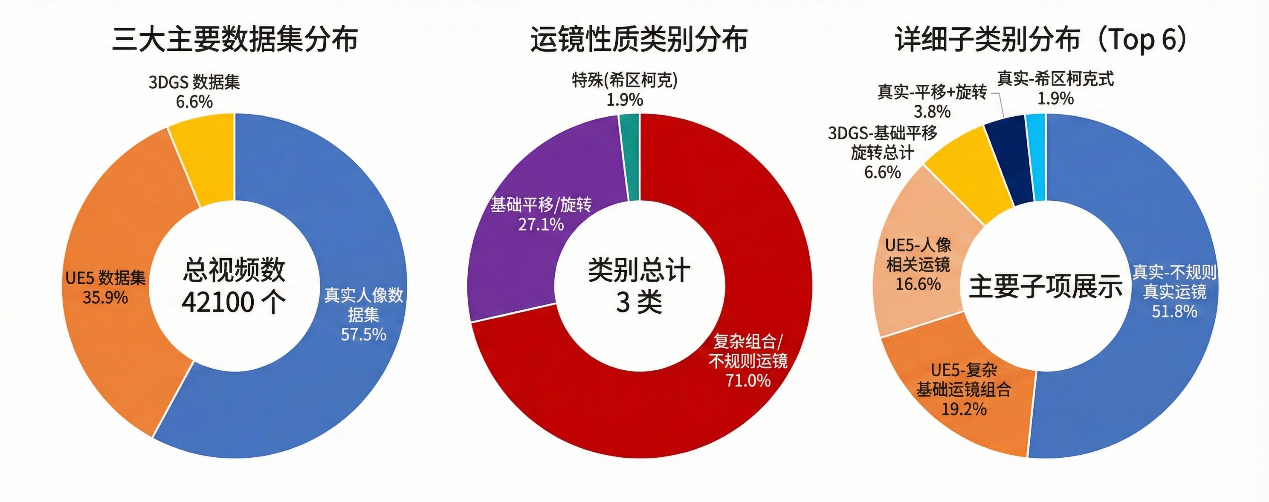 三大主要数据集分布
3DGS 数据集
6.6%
UE5 数据集
35.9%
总视频数
42100 个
真实人像数
据集
57.5%
运镜性质类别分布
特殊(希区柯克)
1.9%
基础平移/旋转
27.1%
类别总计
3 类
复杂组合/
不规则运镜
71.0%
详细子类别分布（Top 6）
真实-希区柯克式
1.9%
真实-平移+旋转
3.8%
3DGS-基础平移
旋转总计
6.6%
UE5-人像
相关运镜
16.6%
主要子项展示
真实-不规则
真实运镜
51.8%
UE5-复杂
基础运镜组合
19.2%